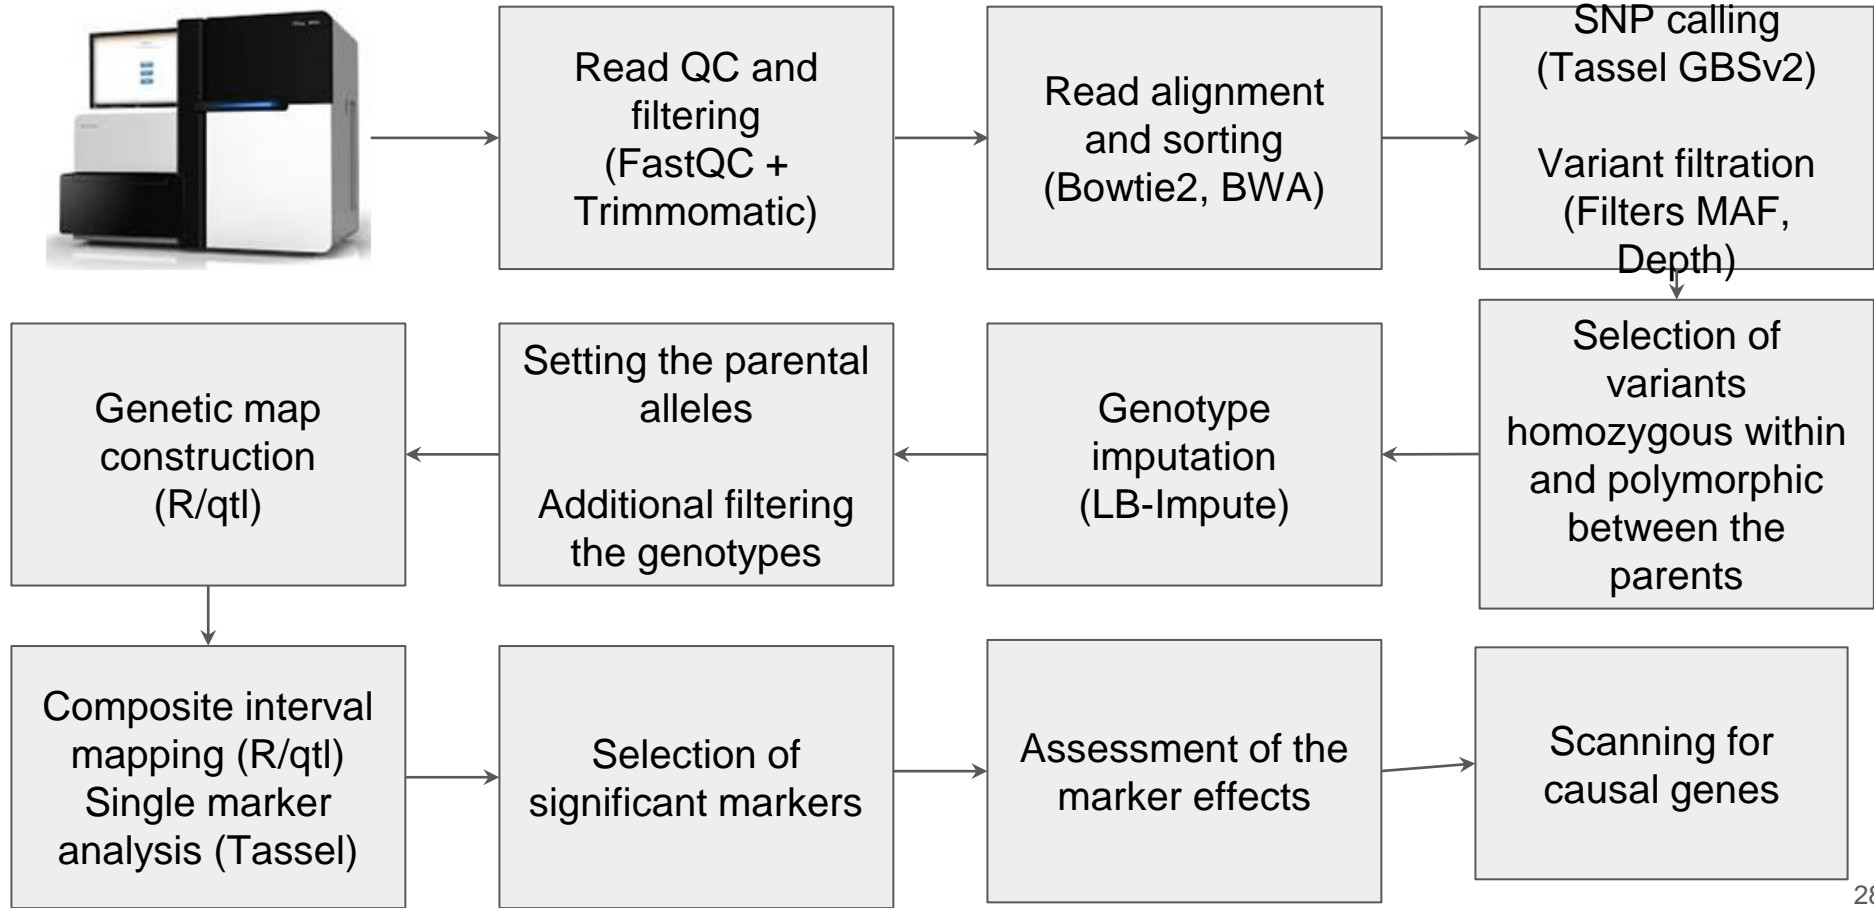 Read QC and
filtering
(FastQC +
Trimmomatic)
Read alignment
and sorting
(Bowtie2, BWA)
SNP calling
(Tassel GBSv2)
Variant filtration
(Filters MAF,
Depth)
Selection of
variants
homozygous within
and polymorphic
between the
parents
Genotype
imputation
(LB-Impute)
Setting the parental
alleles
Additional filtering
the genotypes
Genetic map
construction
(R/qtl)
Composite interval
mapping (R/qtl)
Single marker
analysis (Tassel)
Selection of
significant markers
Assessment of the
marker effects
Scanning for
causal genes
28